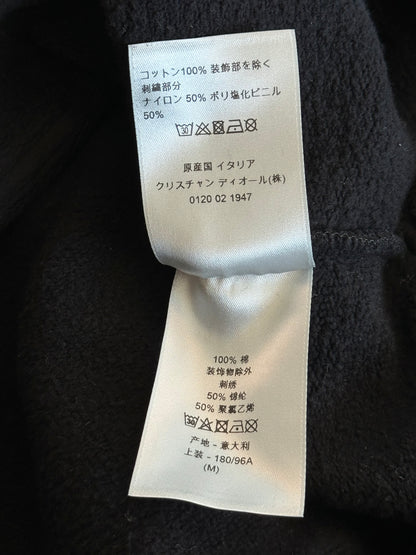 コットン100% 装飾部を除く
刺繍部分
ナイロン 50% ポリ塩化ビニル
50%
30
原産国 イタリア
クリスチャン ディオール(株)
0120 02 1947
100% 棉
装饰物除外
刺绣
50% 锦纶
50% 聚氯乙烯
30
产地 - 意大利
上装 - 180/96A
(M)